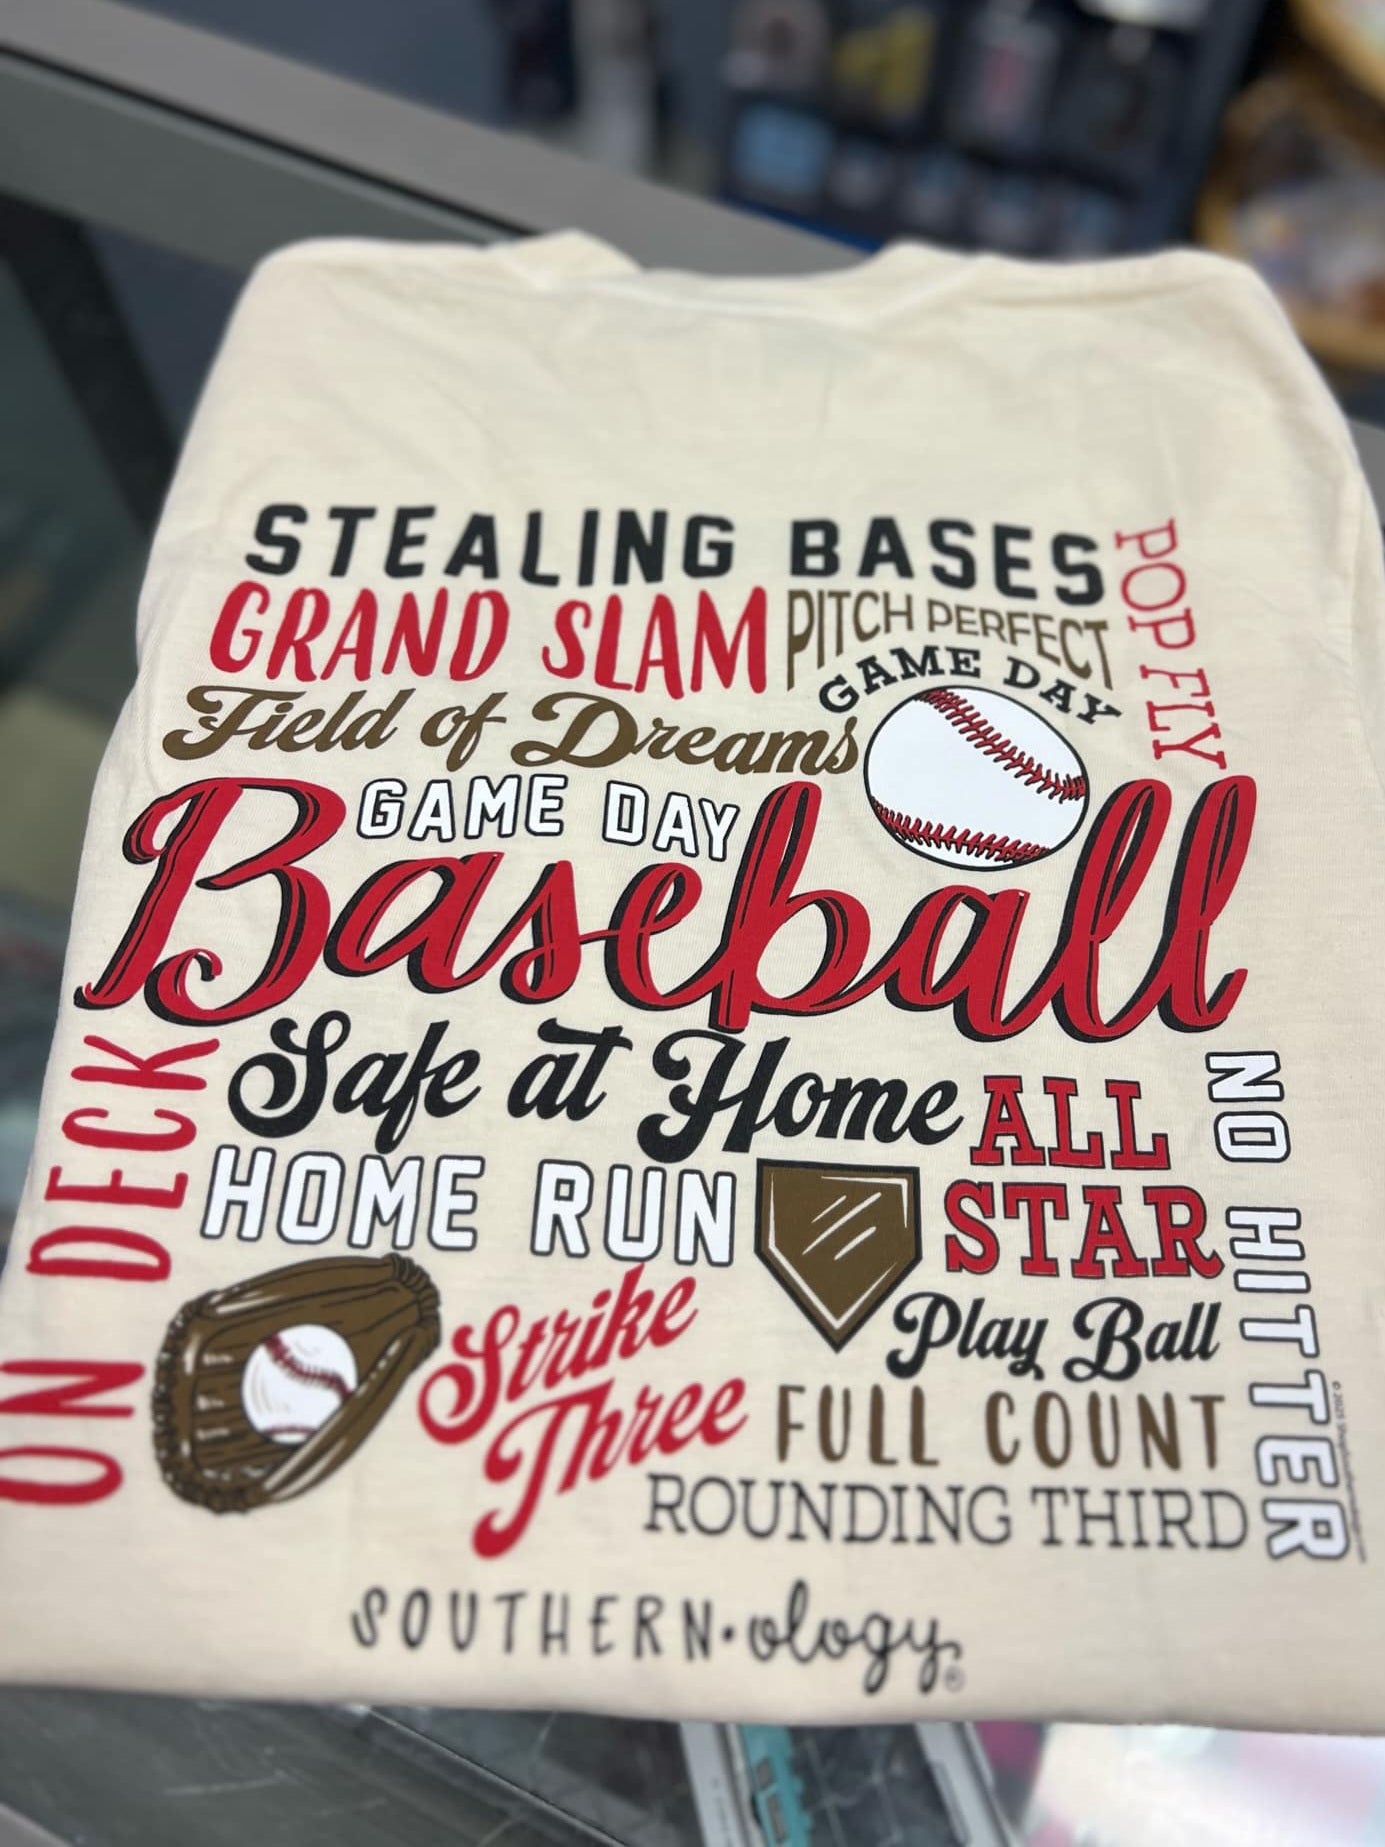 STEALING BASES
POP FLY
GRAND SLAM
PITCH PERFECT
GAME DAY
Field of Dreams
GAME DAY
Baseball
ON DECK
Safe at Home
ALL
STAR
NO HITTER
HOME RUN
Strike
Three
Play Ball
FULL COUNT
ROUNDING THIRD
SOUTHERN•ology®
© 2025